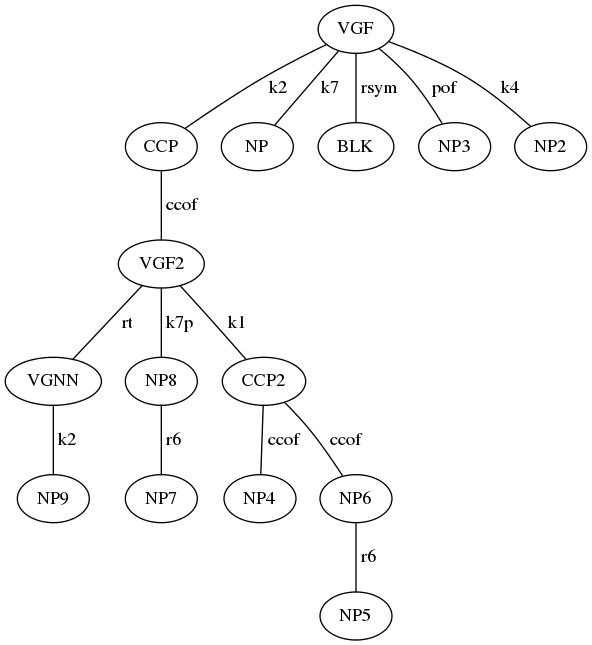 VGF
k2 k7 rsym pof k4
CCP NP BLK NP3 NP2
ccof
VGF2
rt k7p k1
VGNN NP8 CCP2
k2 r6 ccof ccof
NP9 NP7 NP4 NP6
r6
NP5